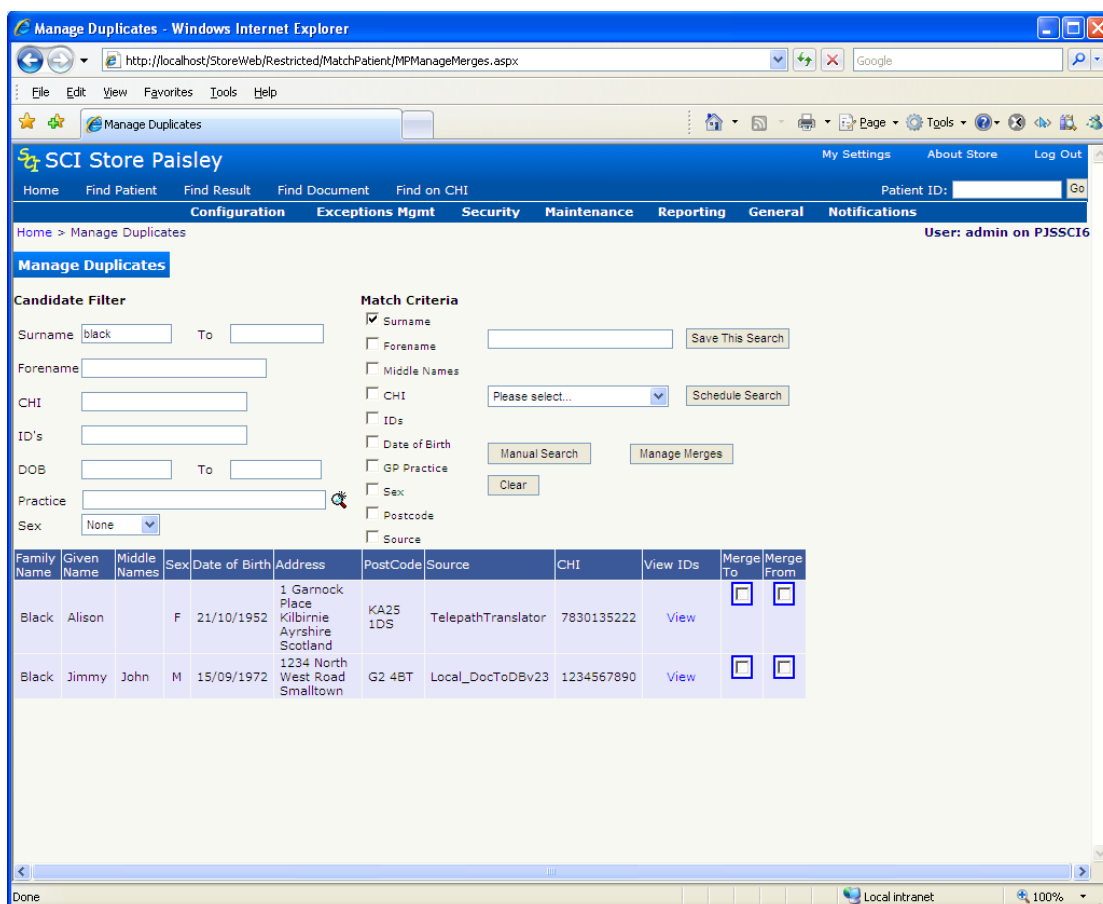 Manage Duplicates - Windows Internet Explorer
http://localhost/StoreWeb/Restricted/MatchPatient/MPManageMerges.aspx
Google
File Edit View Favorites Tools Help
Manage Duplicates
Page Tools
SCI Store Paisley
My Settings About Store Log Out
Home Find Patient Find Result Find Document Find on CHI
Patient ID: Go
Configuration Exceptions Mgmt Security Maintenance Reporting General Notifications
Home > Manage Duplicates
User: admin on PJSSCI6
Manage Duplicates
Candidate Filter
Match Criteria
Surname black To
Surname
Forename
Save This Search
Forename
Middle Names
CHI
CHI
Please select...
Schedule Search
IDs
ID's
Date of Birth
Manual Search
Manage Merges
DOB To
GP Practice
Sex
Clear
Practice
Postcode
Sex None
Source
Family Name Given Name Middle Names Sex Date of Birth Address PostCode Source CHI View IDs Merge To Merge From
Black Alison F 21/10/1952 1 Garnock Place Kilbirnie Ayrshire Scotland KA25 1DS TelepathTranslator 7830135222 View
Black Jimmy John M 15/09/1972 1234 North West Road Smalltown G2 4BT Local_DocToDBv23 1234567890 View
Done
Local intranet
100%